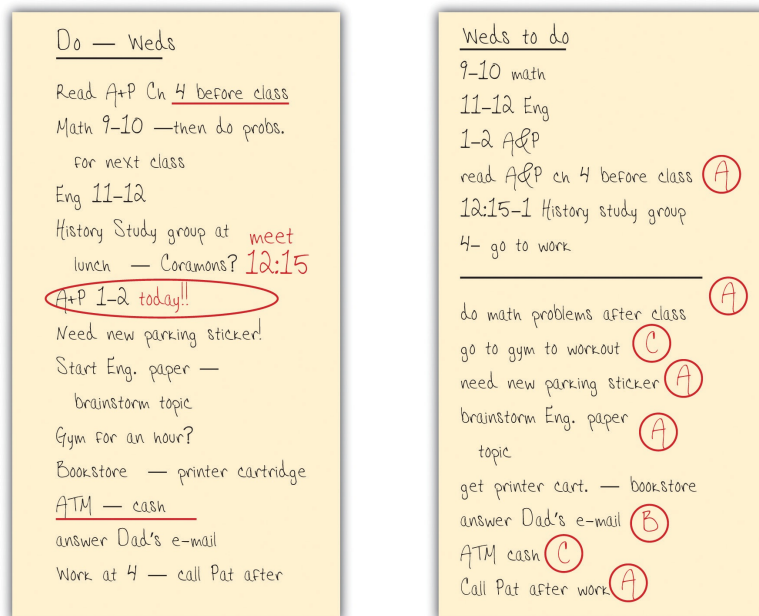 Do — Weds
Read A+P Ch 4 before class
Math 9-10 —then do probs.
for next class
Eng 11-12
History Study group at meet
lunch — Coramons? 12:15
A+P 1-2 today!!
Need new parking sticker!
Start Eng. paper —
brainstorm topic
Gym for an hour?
Bookstore — printer cartridge
ATM — cash
answer Dad's e-mail
Work at 4 — call Pat after
Weds to do
9-10 math
11-12 Eng
1-2 A&P
read A&P ch 4 before class A
12:15-1 History study group
4- go to work
do math problems after class A
go to gym to workout C
need new parking sticker A
brainstorm Eng. paper A
topic
get printer cart. — bookstore
answer Dad's e-mail B
ATM cash C
Call Pat after work A